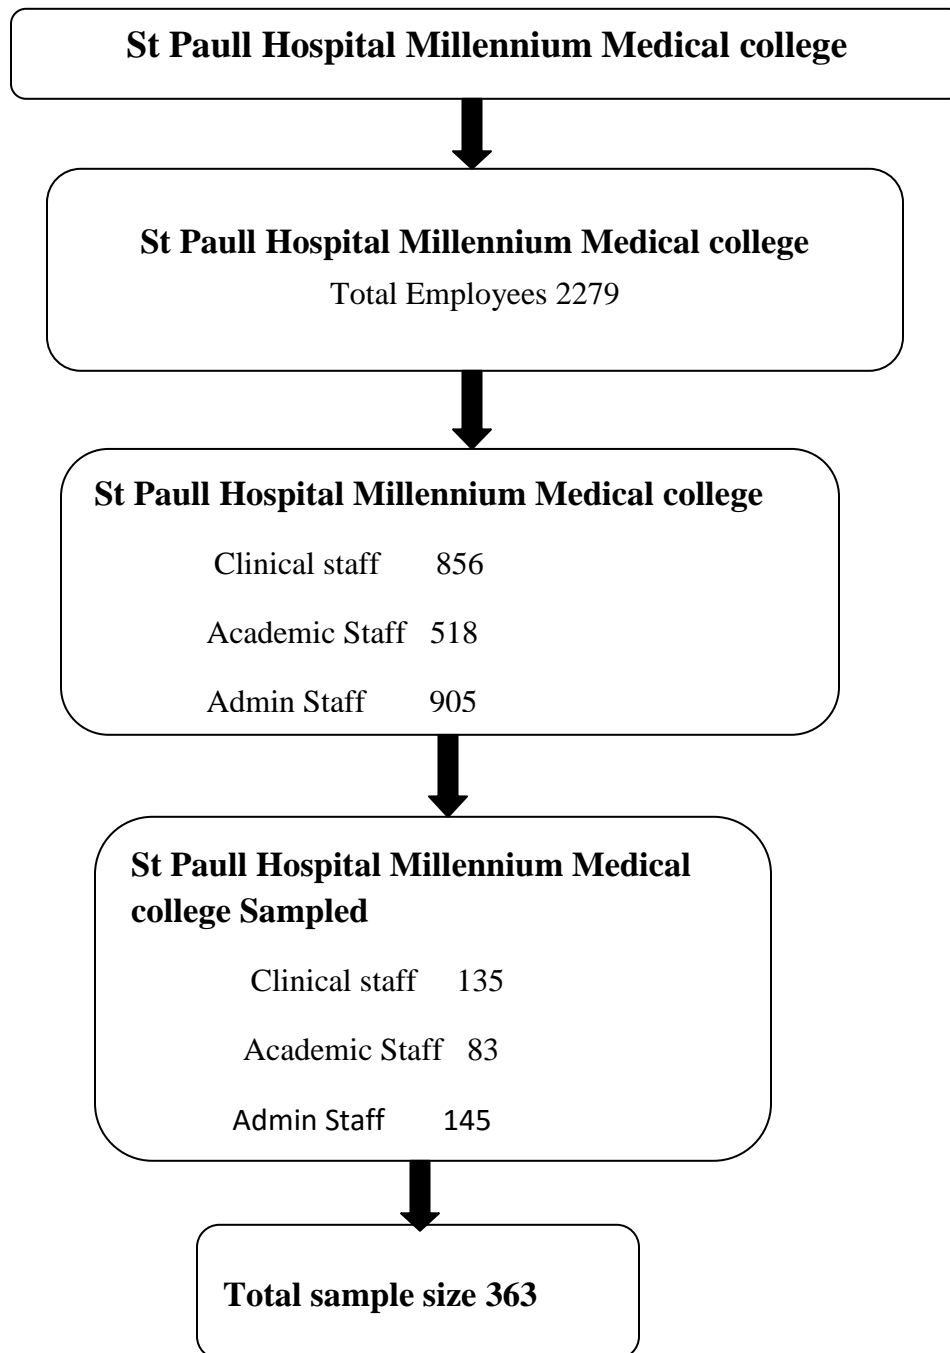 St Paull Hospital Millennium Medical college
St Paull Hospital Millennium Medical college
Total Employees 2279
St Paull Hospital Millennium Medical college
Clinical staff 856
Academic Staff 518
Admin Staff 905
St Paull Hospital Millennium Medical
college Sampled
Clinical staff 135
Academic Staff 83
Admin Staff 145
Total sample size 363